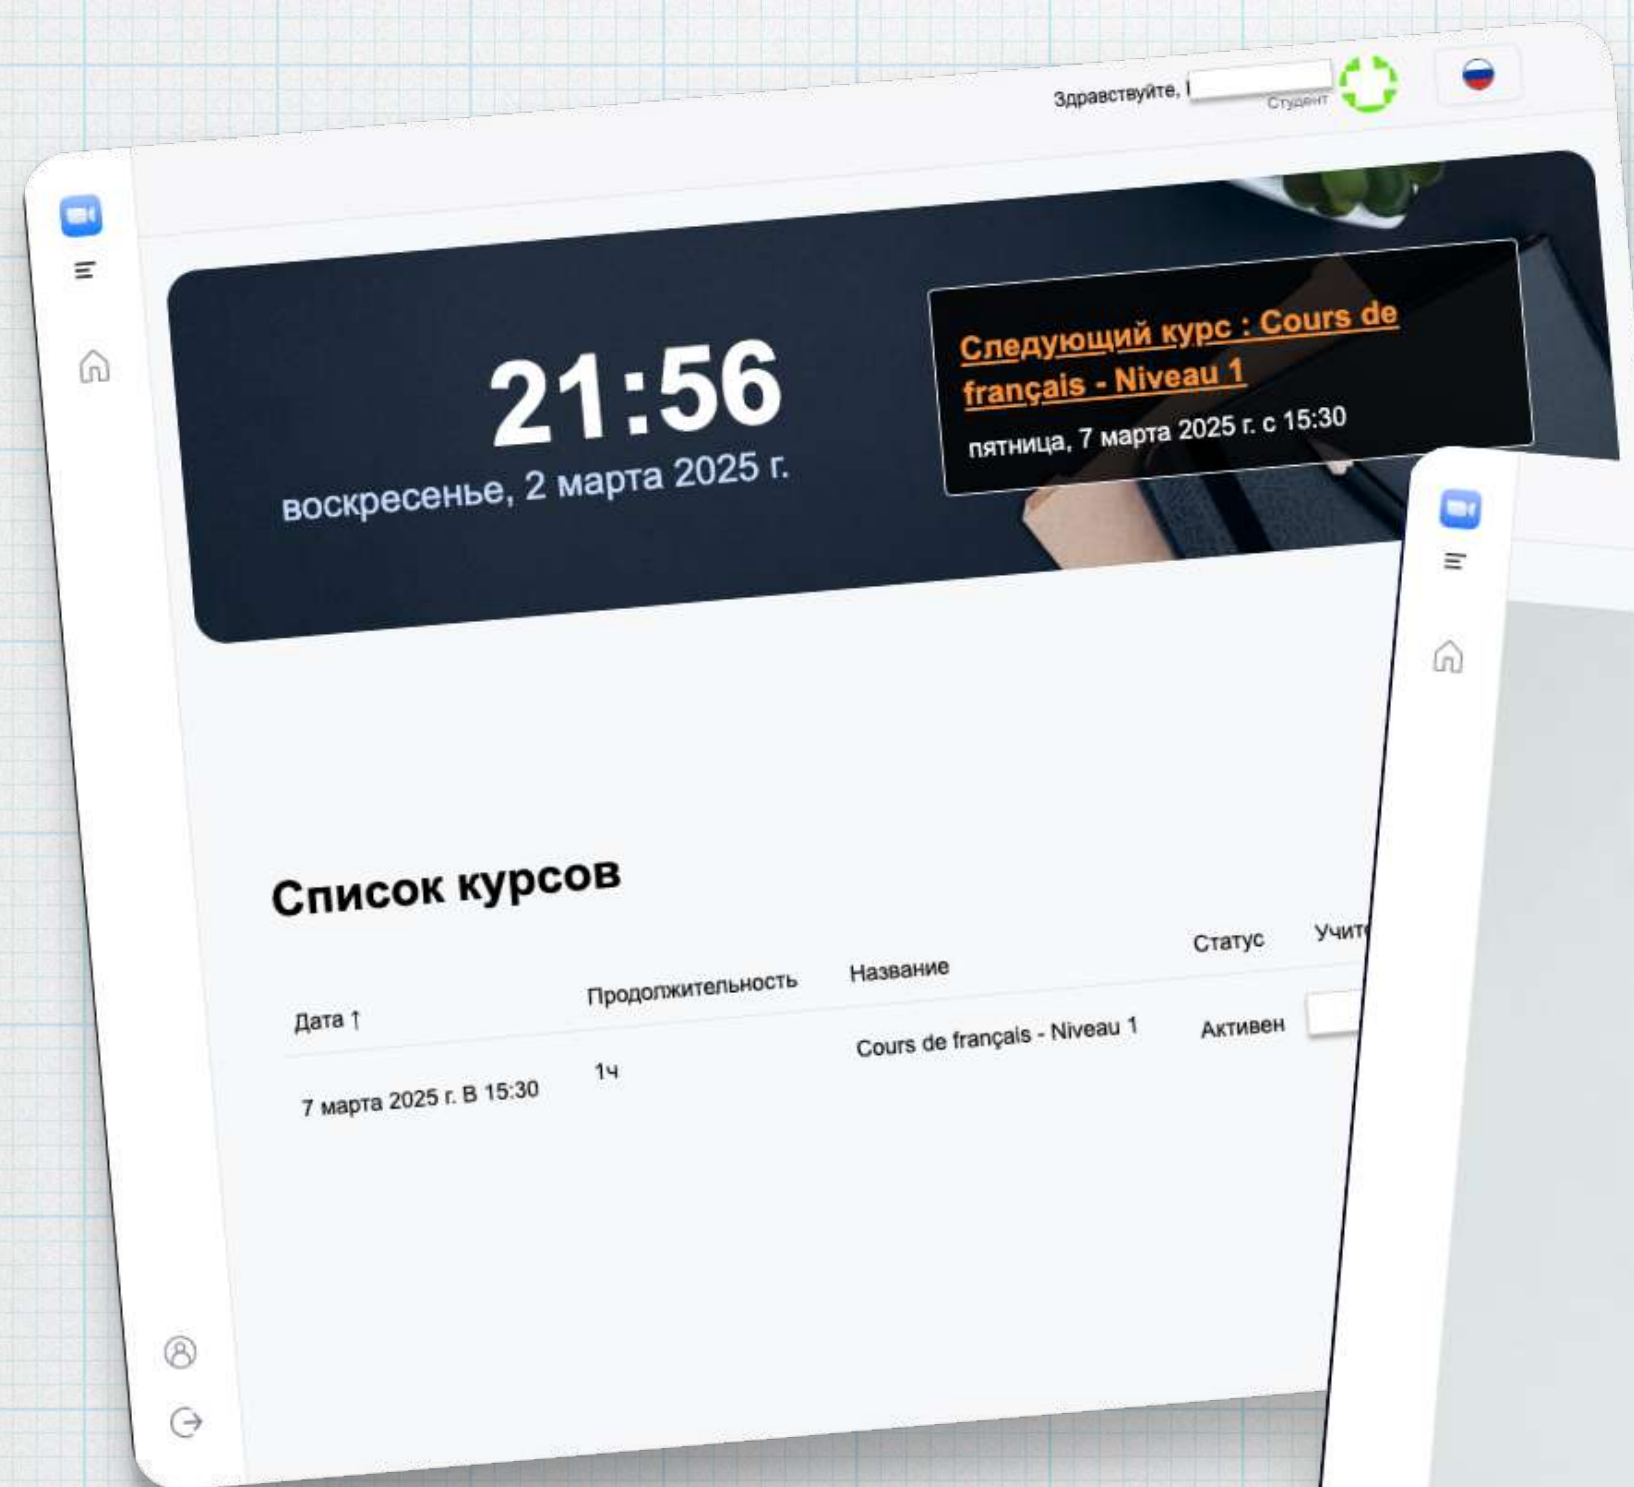 Здравствуйте,
Студент
21:56
воскресенье, 2 марта 2025 г.
Следующий курс : Cours de
français - Niveau 1
пятница, 7 марта 2025 г. с 15:30
Список курсов
Дата ↑ Продолжительность Название Статус
7 марта 2025 г. В 15:30 1ч Cours de français - Niveau 1 Активен